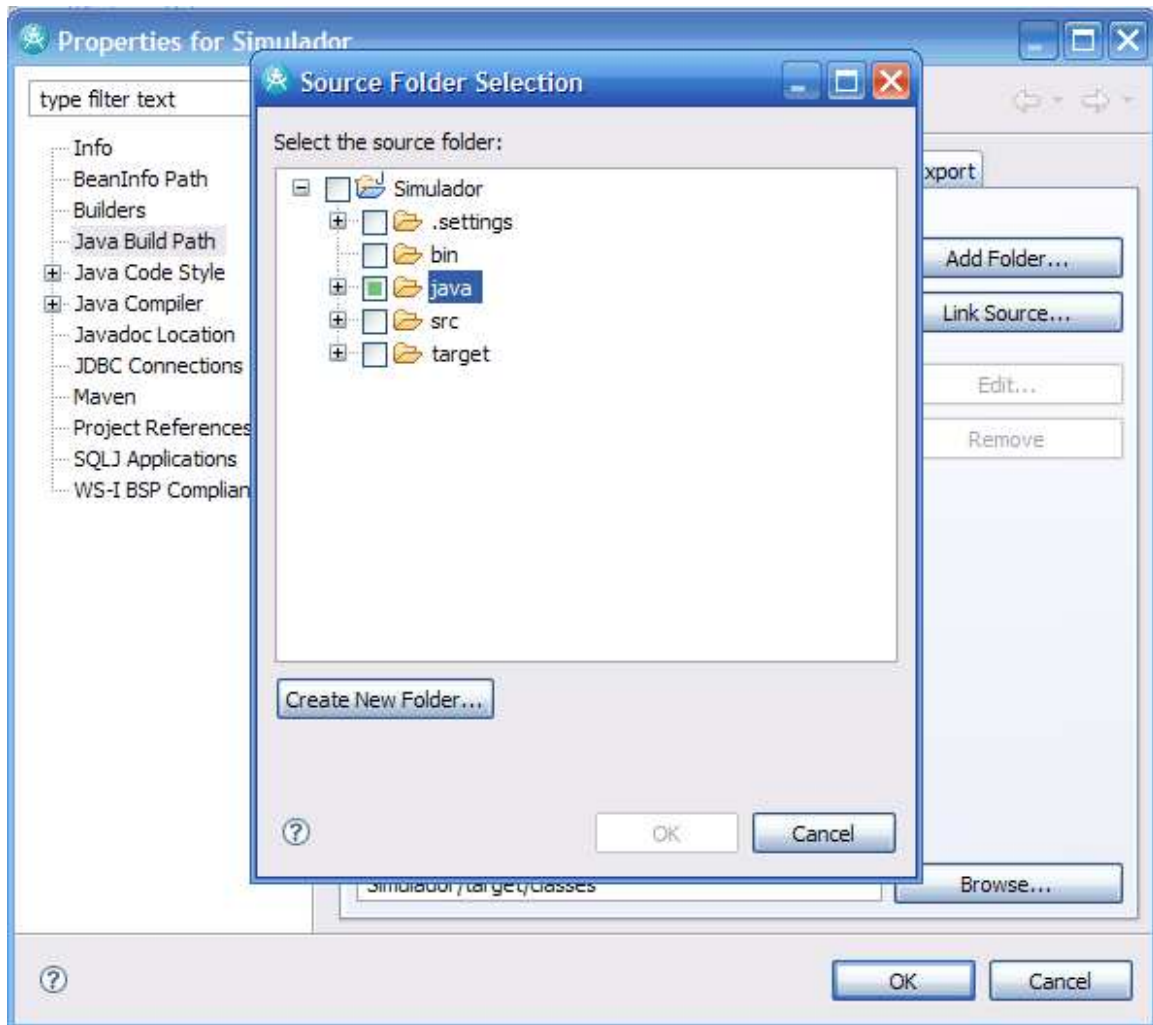 Properties for Simulador
Source Folder Selection
type filter text
Info
BeanInfo Path
Builders
Java Build Path
Java Code Style
Java Compiler
Javadoc Location
JDBC Connections
Maven
Project References
SQLJ Applications
WS-I BSP Complian
Select the source folder:
Simulador
.settings
bin
java
src
target
Create New Folder...
OK
Cancel
xport
Add Folder...
Link Source...
Edit...
Remove
Simulador/target/classes
Browse...
OK
Cancel